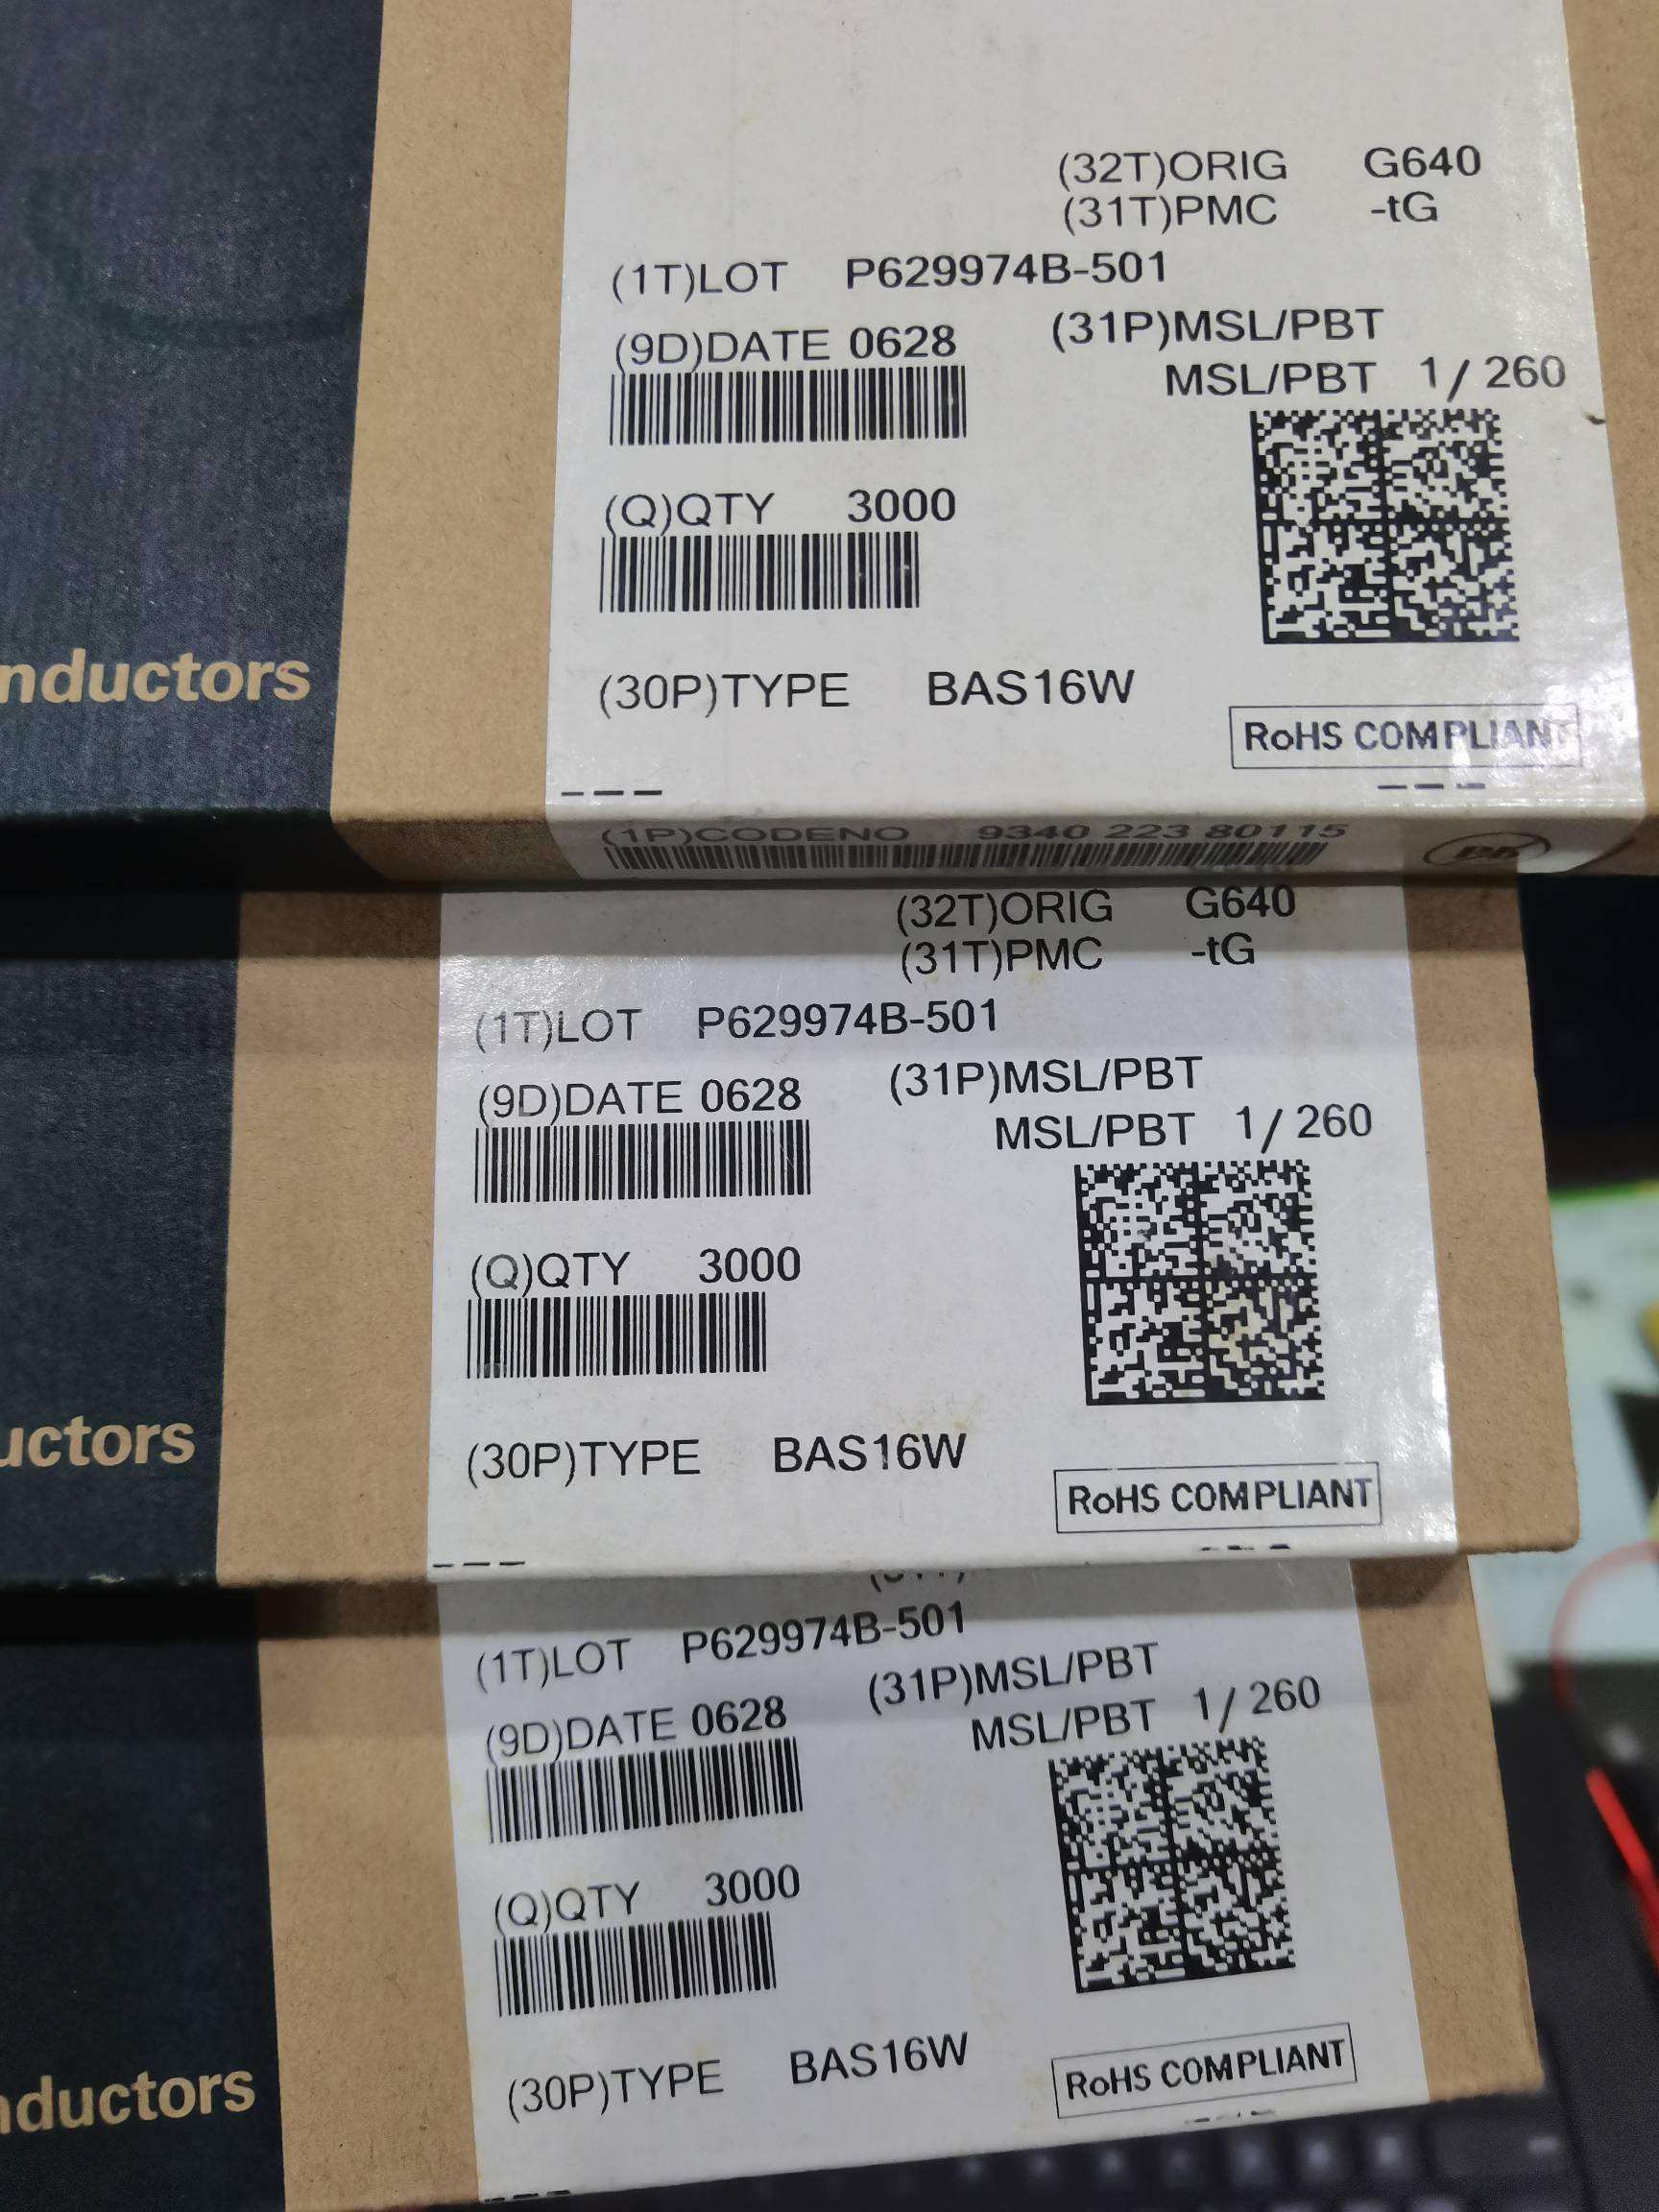 (32T)ORIG G640
(31T)PMC -tG
(1T)LOT P629974B-501
(9D)DATE 0628
(31P)MSL/PBT
MSL/PBT 1/260
(Q)QTY 3000
nductors
(30P)TYPE BAS16W
RoHS COMPLIANT
(1P)CODENO 9340 223 80115
(32T)ORIG G640
(31T)PMC -tG
(1T)LOT P629974B-501
(9D)DATE 0628
(31P)MSL/PBT
MSL/PBT 1/260
(Q)QTY 3000
uctors
(30P)TYPE BAS16W
RoHS COMPLIANT
(1T)LOT P629974B-501
(9D)DATE 0628
(31P)MSL/PBT
MSL/PBT 1/260
(Q)QTY 3000
nductors
(30P)TYPE BAS16W
RoHS COMPLIANT